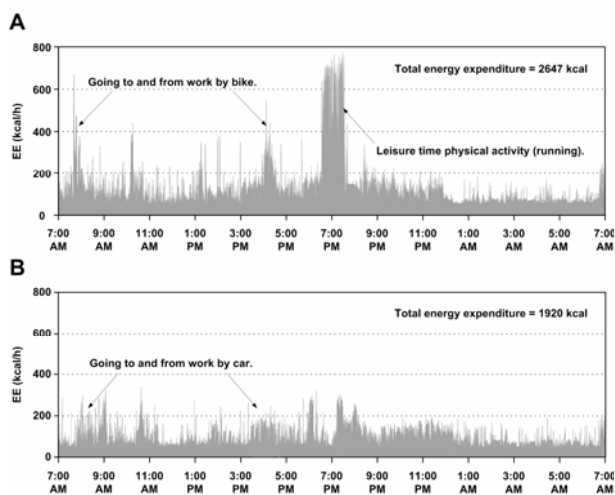 A
800
Total energy expenditure = 2647 kcal
Going to and from work by bike.
600
EE (kcal/h)
400
Leisure time physical activity (running).
200
0
7:00 9:00 11:00 1:00 3:00 5:00 7:00 9:00 11:00 1:00 3:00 5:00 7:00
AM AM AM PM PM PM PM PM PM AM AM AM AM
B
800
Total energy expenditure = 1920 kcal
600
EE (kcal/h)
Going to and from work by car.
400
200
0
7:00 9:00 11:00 1:00 3:00 5:00 7:00 9:00 11:00 1:00 3:00 5:00 7:00
AM AM AM PM PM PM PM PM PM AM AM AM AM